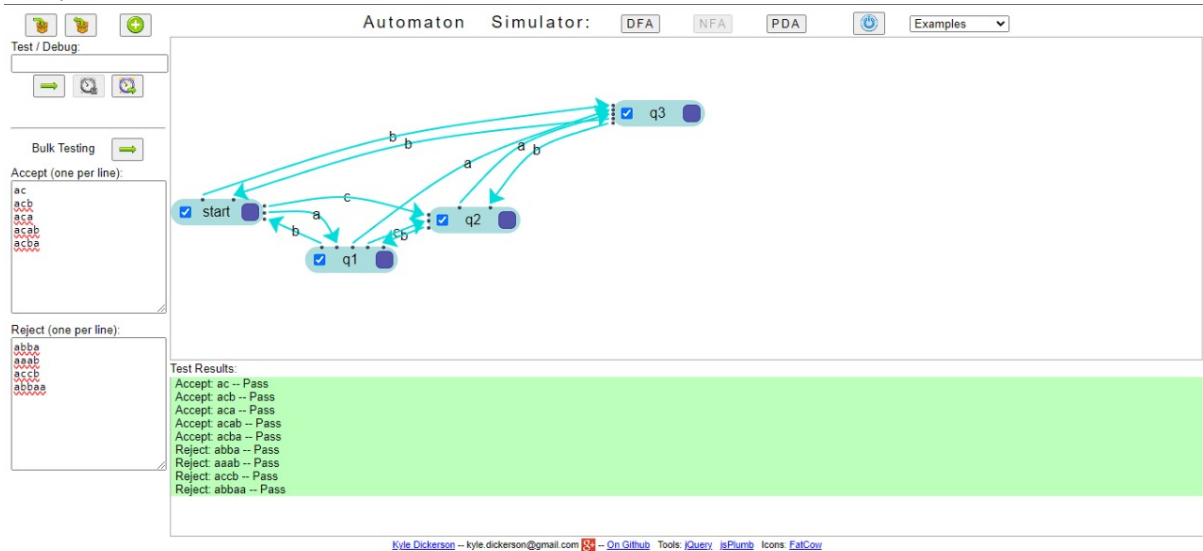 Automaton Simulator: DFA NFA PDA Examples
Test / Debug:
Bulk Testing
Accept (one per line):
ac
acb
aca
acab
acba
Reject (one per line):
abba
aaab
accb
abbaa
start
q1
q2
q3
b
b
a
a
b
c
a
b
c
b
Test Results:
Accept: ac -- Pass
Accept: acb -- Pass
Accept: aca -- Pass
Accept: acab -- Pass
Accept: acba -- Pass
Reject: abba -- Pass
Reject: aaab -- Pass
Reject: accb -- Pass
Reject: abbaa -- Pass
Kyle Dickerson -- kyle.dickerson@gmail.com g+ -- On Github Tools: jQuery jsPlumb Icons: FatCow